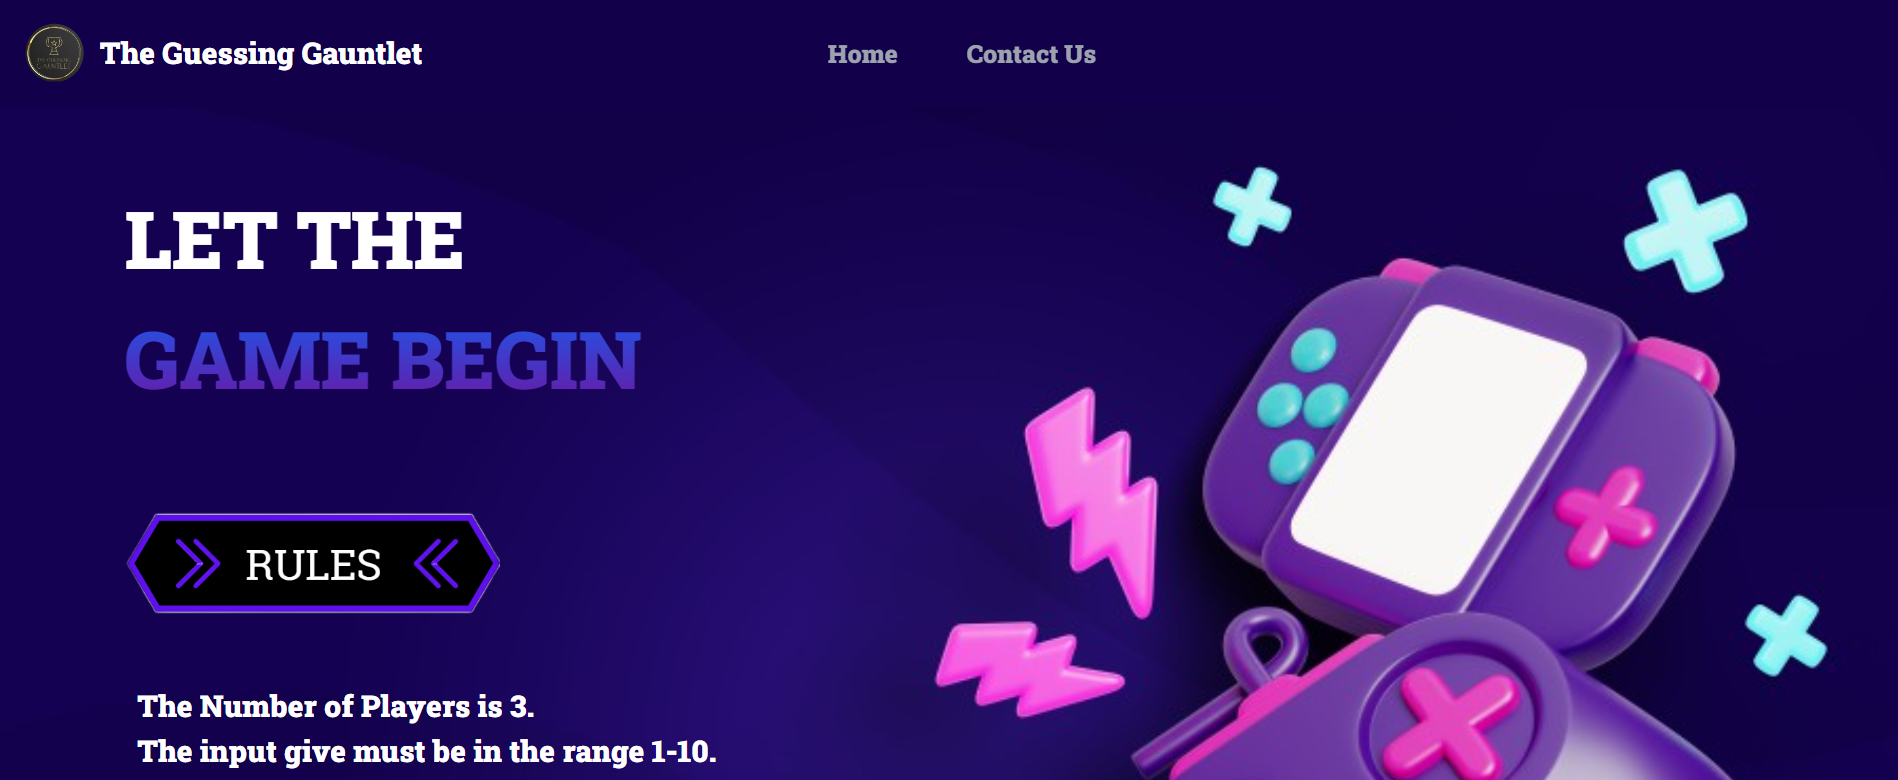 The Guessing Gauntlet
Home
Contact Us
LET THE
GAME BEGIN
RULES
The Number of Players is 3.
The input give must be in the range 1-10.